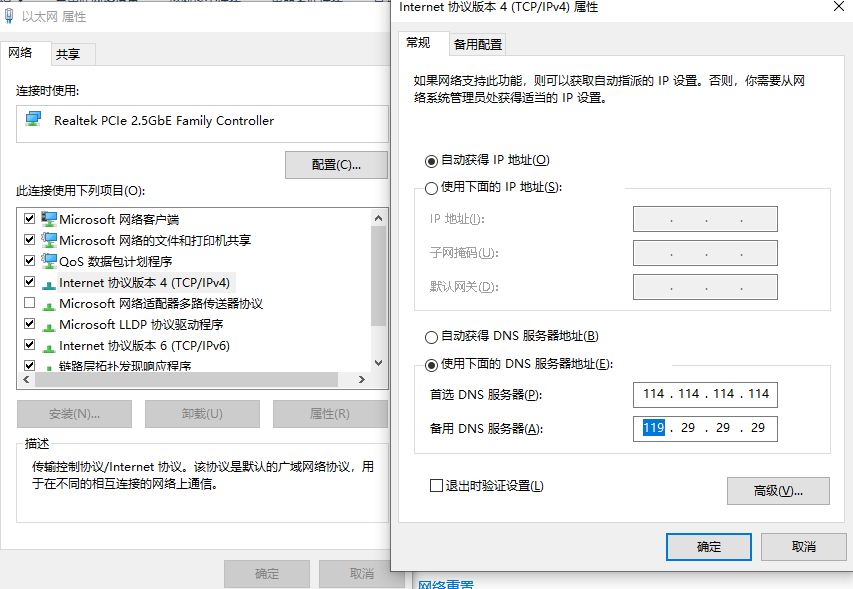 以太网 属性
网络
共享
连接时使用:
Realtek PCIe 2.5GbE Family Controller
配置(C)...
此连接使用下列项目(O):
Microsoft 网络客户端
Microsoft 网络的文件和打印机共享
QoS 数据包计划程序
Internet 协议版本 4 (TCP/IPv4)
Microsoft 网络适配器多路传送器协议
Microsoft LLDP 协议驱动程序
Internet 协议版本 6 (TCP/IPv6)
链路层拓扑发现响应程序
安装(N)...
卸载(U)
属性(R)
描述
传输控制协议/Internet 协议。该协议是默认的广域网络协议，用
于在不同的相互连接的网络上通信。
确定
取消
Internet 协议版本 4 (TCP/IPv4) 属性
常规
备用配置
如果网络支持此功能，则可以获取自动指派的 IP 设置。否则，你需要从网
络系统管理员处获得适当的 IP 设置。
自动获得 IP 地址(O)
使用下面的 IP 地址(S):
IP 地址(I):
子网掩码(U):
默认网关(D):
自动获得 DNS 服务器地址(B)
使用下面的 DNS 服务器地址(E):
首选 DNS 服务器(P):
114 . 114 . 114 . 114
备用 DNS 服务器(A):
119 . 29 . 29 . 29
退出时验证设置(L)
高级(V)...
确定
取消
网络重置